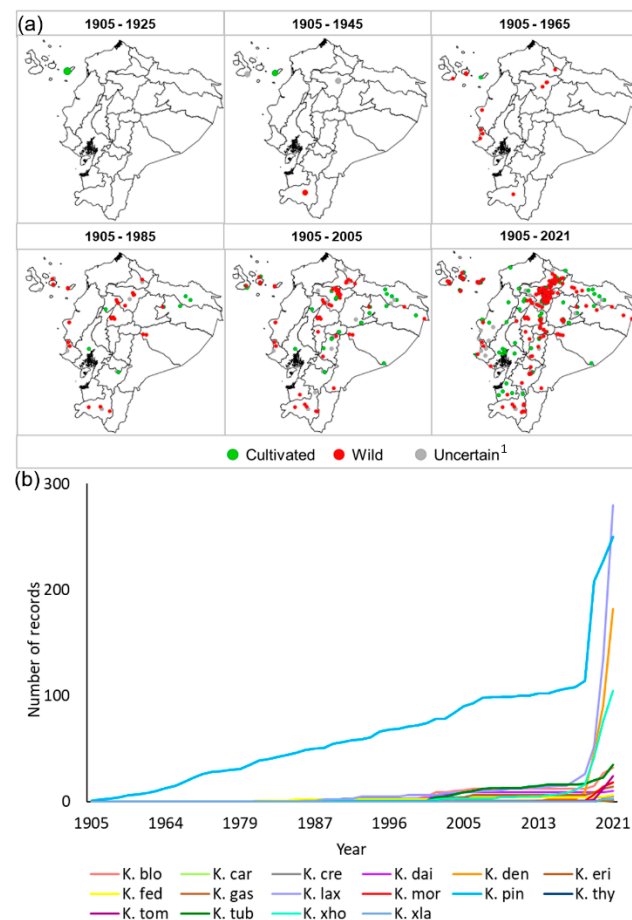 (a)
1905 - 1925 1905 - 1945 1905 - 1965
1905 - 1985 1905 - 2005 1905 - 2021
Cultivated Wild Uncertain¹
(b)
300
200
100
0
Number of records
1905 1964 1979 1987 1996 2005 2013 2021
Year
K. blo K. car K. cre K. dai K. den K. eri
K. fed K. gas K. lax K. mor K. pin K. thy
K. tom K. tub K. xho K. xla